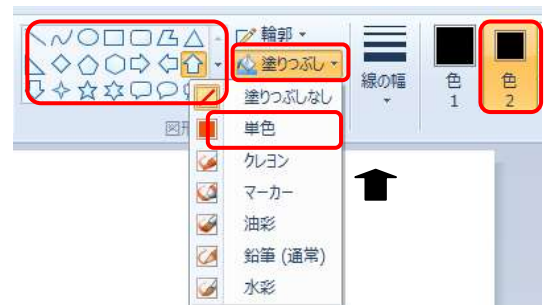 輪郭
塗りつぶし
線の幅
色
1
色
2
図形
塗りつぶしなし
単色
クレヨン
マーカー
油彩
鉛筆 (通常)
水彩